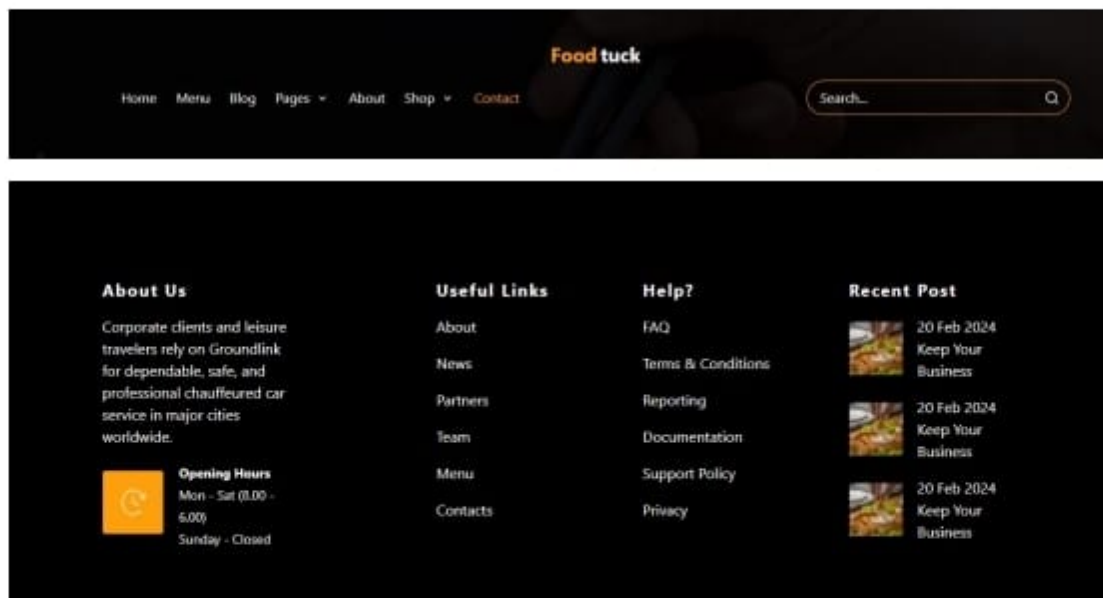 Food tuck
Home Menu Blog Pages About Shop Contact
Search...
About Us
Corporate clients and leisure
travelers rely on Groundlink
for dependable, safe, and
professional chauffeured car
service in major cities
worldwide.
Opening Hours
Mon - Sat (8.00 -
6.00)
Sunday - Closed
Useful Links
About
News
Partners
Team
Menu
Contacts
Help?
FAQ
Terms & Conditions
Reporting
Documentation
Support Policy
Privacy
Recent Post
20 Feb 2024
Keep Your
Business
20 Feb 2024
Keep Your
Business
20 Feb 2024
Keep Your
Business